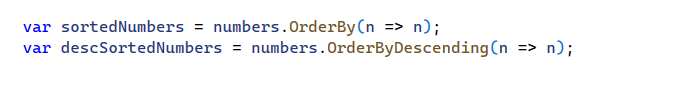 var sortedNumbers = numbers.OrderBy(n => n);
var descSortedNumbers = numbers.OrderByDescending(n => n);